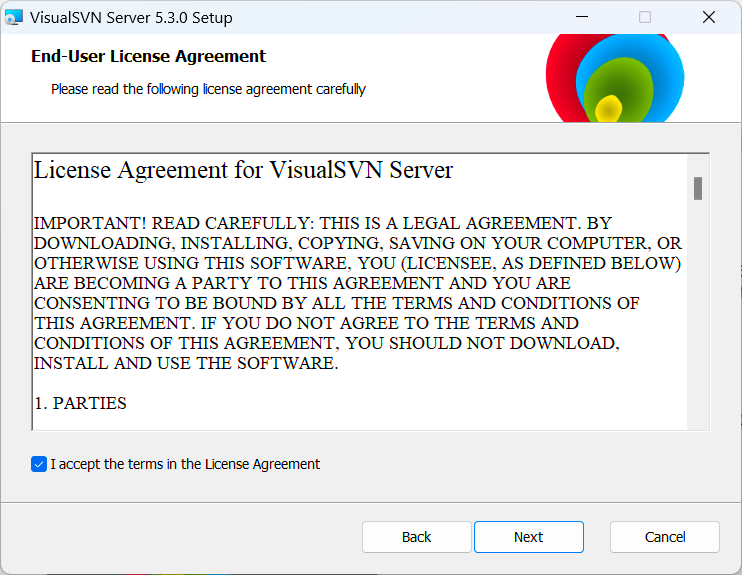 VisualSVN Server 5.3.0 Setup
End-User License Agreement
Please read the following license agreement carefully
License Agreement for VisualSVN Server
IMPORTANT! READ CAREFULLY: THIS IS A LEGAL AGREEMENT. BY
DOWNLOADING, INSTALLING, COPYING, SAVING ON YOUR COMPUTER, OR
OTHERWISE USING THIS SOFTWARE, YOU (LICENSEE, AS DEFINED BELOW)
ARE BECOMING A PARTY TO THIS AGREEMENT AND YOU ARE
CONSENTING TO BE BOUND BY ALL THE TERMS AND CONDITIONS OF
THIS AGREEMENT. IF YOU DO NOT AGREE TO THE TERMS AND
CONDITIONS OF THIS AGREEMENT, YOU SHOULD NOT DOWNLOAD,
INSTALL AND USE THE SOFTWARE.
1. PARTIES
I accept the terms in the License Agreement
Back
Next
Cancel